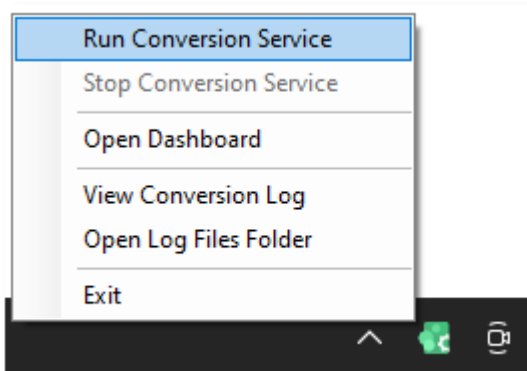 Run Conversion Service
Stop Conversion Service
Open Dashboard
View Conversion Log
Open Log Files Folder
Exit